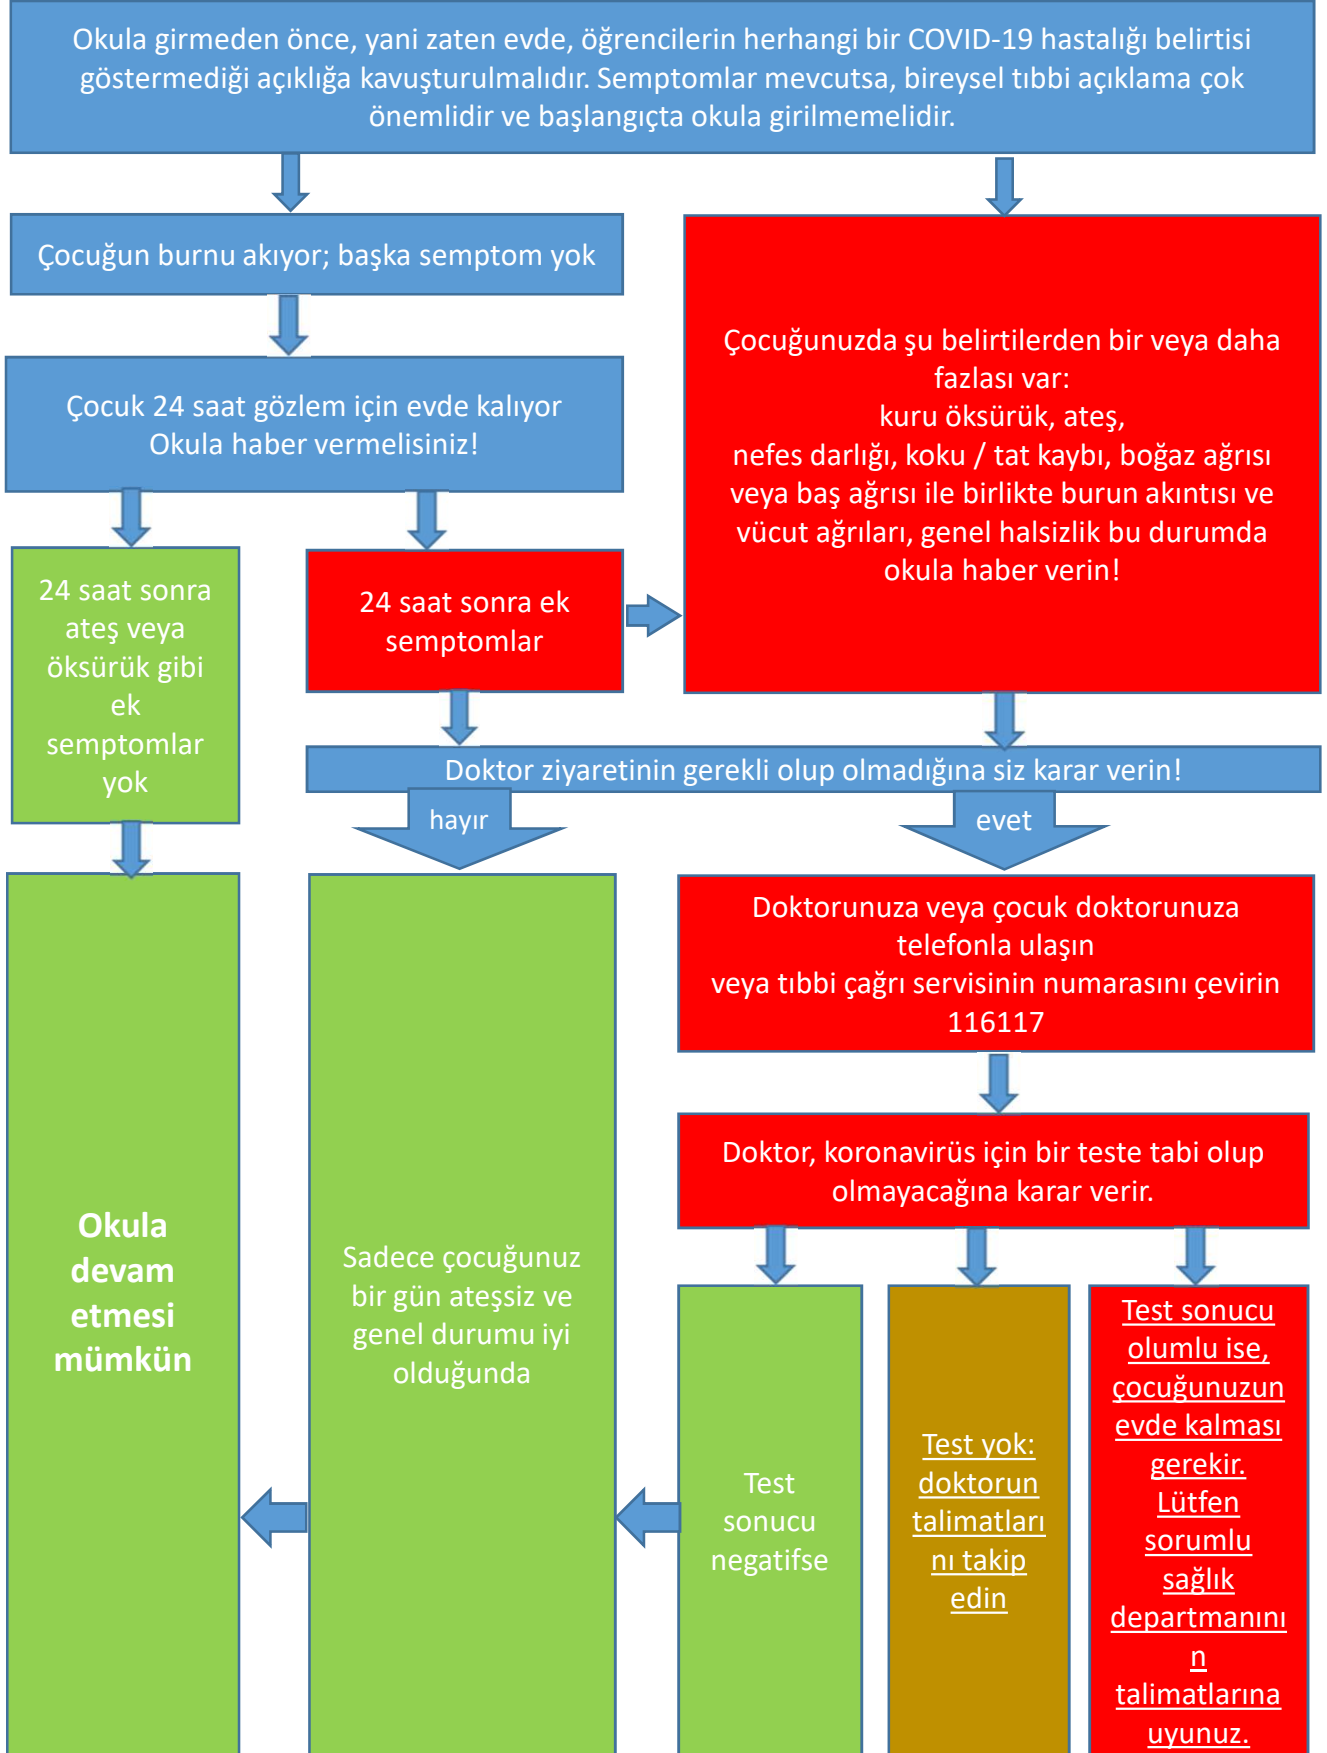 Okula girmeden önce, yani zaten evde, öğrencilerin herhangi bir COVID-19 hastalığı belirtisi
göstermediği açıklığa kavuşturulmalıdır. Semptomlar mevcutsa, bireysel tıbbi açıklama çok
önemlidir ve başlangıçta okula girilmemelidir.
Çocuğun burnu akıyor; başka semptom yok
Çocuk 24 saat gözlem için evde kalıyor
Okula haber vermelisiniz!
Çocuğunuzda şu belirtilerden bir veya daha
fazlası var:
kuru öksürük, ateş,
nefes darlığı, koku / tat kaybı, boğaz ağrısı
veya baş ağrısı ile birlikte burun akıntısı ve
vücut ağrıları, genel halsizlik bu durumda
okula haber verin!
24 saat sonra
ateş veya
öksürük gibi
ek
semptomlar
yok
24 saat sonra ek
semptomlar
Doktor ziyaretinin gerekli olup olmadığına siz karar verin!
hayır
evet
Doktorunuza veya çocuk doktorunuza
telefonla ulaşın
veya tıbbi çağrı servisinin numarasını çevirin
116117
Doktor, koronavirüs için bir teste tabi olup
olmayacağına karar verir.
Okula
devam
etmesi
mümkün
Sadece çocuğunuz
bir gün ateşsiz ve
genel durumu iyi
olduğunda
Test
sonucu
negatifse
Test yok:
doktorun
talimatları
nı takip
edin
Test sonucu
olumlu ise,
çocuğunuzun
evde kalması
gerekir.
Lütfen
sorumlu
sağlık
departmanını
n
talimatlarına
uyunuz.